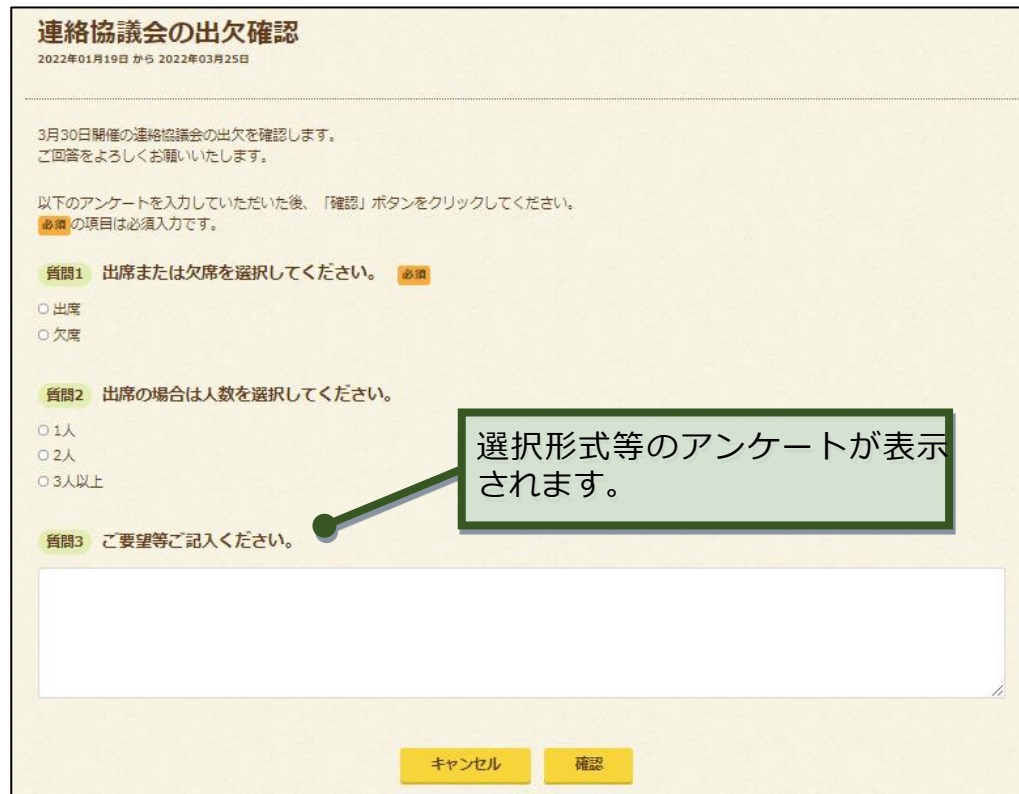 連絡協議会の出欠確認
2022年01月19日 から 2022年03月25日
3月30日開催の連絡協議会の出欠を確認します。
ご回答をよろしくお願いいたします。
以下のアンケートを入力していただいた後、「確認」ボタンをクリックしてください。
必須の項目は必須入力です。
質問1 出席または欠席を選択してください。 必須
出席
欠席
質問2 出席の場合は人数を選択してください。
1人
2人
3人以上
選択形式等のアンケートが表示
されます。
質問3 ご要望等ご記入ください。
キャンセル 確認